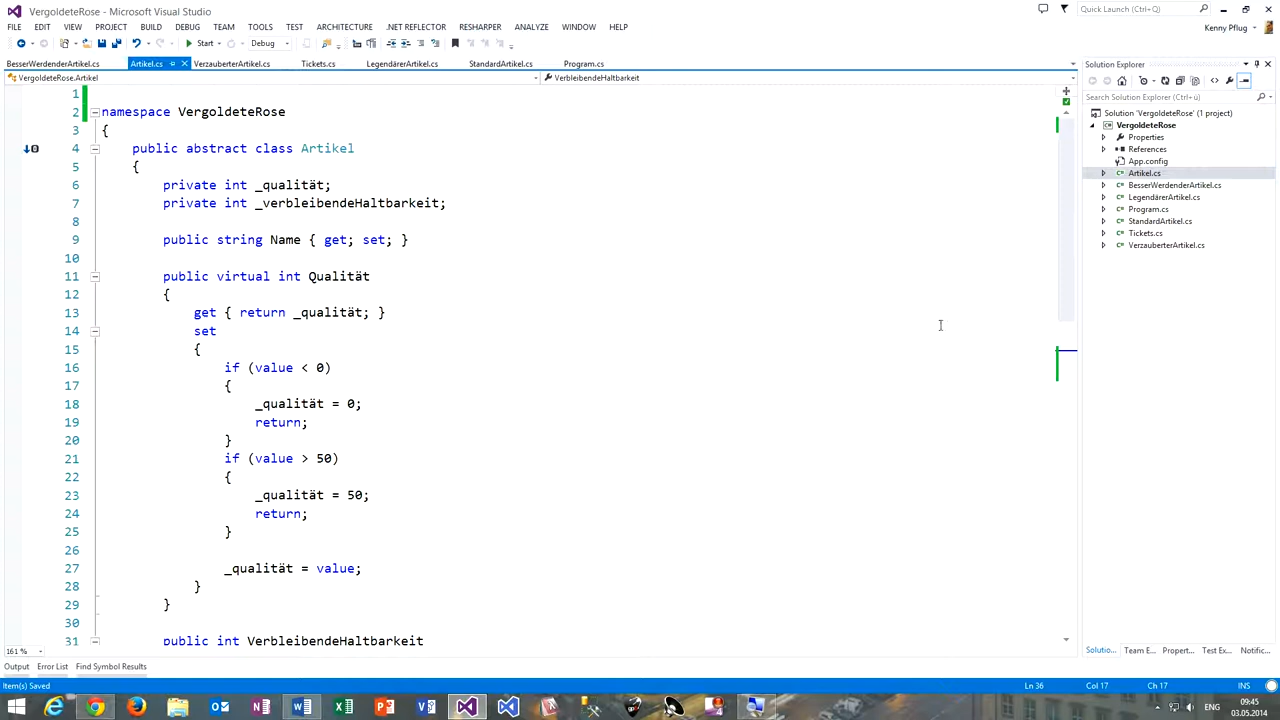 VergoldeteRose - Microsoft Visual Studio
Quick Launch (Ctrl+Q)
FILE EDIT VIEW PROJECT BUILD DEBUG TEAM TOOLS TEST ARCHITECTURE .NET REFLECTOR RESHARPER ANALYZE WINDOW HELP
Kenny Pflug
Start Debug
BesserWerdenderArtikel.cs Artikel.cs VerzauberterArtikel.cs Tickets.cs LegendärerArtikel.cs StandardArtikel.cs Program.cs
VergoldeteRose.Artikel VerbleibendeHaltbarkeit
1
2 namespace VergoldeteRose
3 {
4 public abstract class Artikel
5 {
6 private int _qualität;
7 private int _verbleibendeHaltbarkeit;
8
9 public string Name { get; set; }
10
11 public virtual int Qualität
12 {
13 get { return _qualität; }
14 set
15 {
16 if (value < 0)
17 {
18 _qualität = 0;
19 return;
20 }
21 if (value > 50)
22 {
23 _qualität = 50;
24 return;
25 }
26
27 _qualität = value;
28 }
29 }
30
31 public int VerbleibendeHaltbarkeit
161 %
Solution Explorer
Search Solution Explorer (Ctrl+ü)
Solution 'VergoldeteRose' (1 project)
VergoldeteRose
Properties
References
App.config
Artikel.cs
BesserWerdenderArtikel.cs
LegendärerArtikel.cs
Program.cs
StandardArtikel.cs
Tickets.cs
VerzauberterArtikel.cs
Solutio... Team E... Propert... Test Ex... Notific...
Output Error List Find Symbol Results
Item(s) Saved Ln 36 Col 17 Ch 17 INS
ENG
09:45
03.05.2014